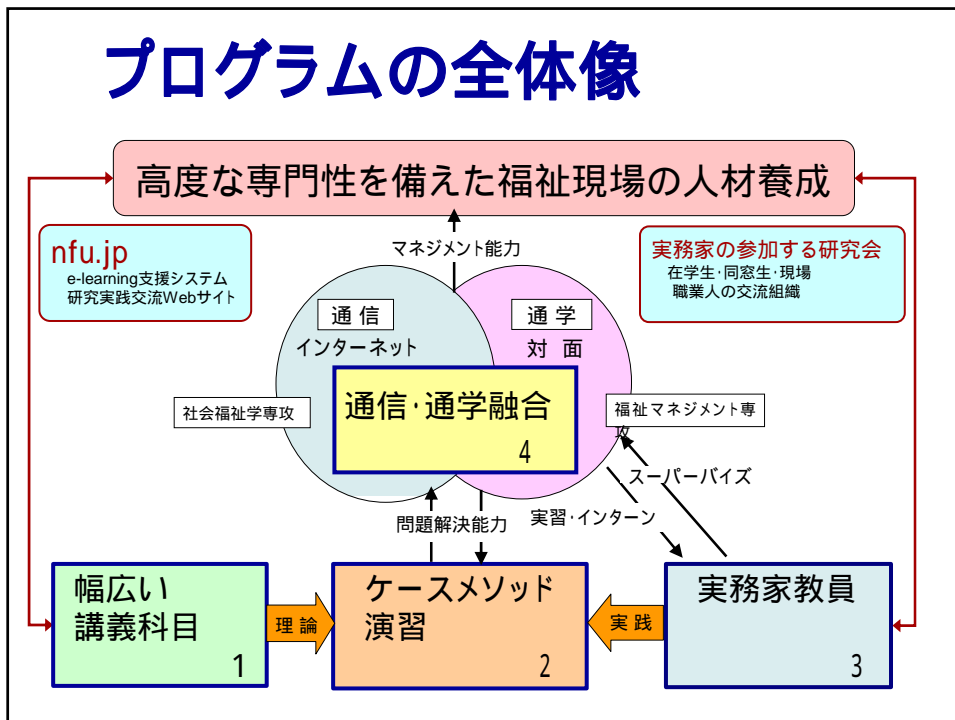 プログラムの全体像
高度な専門性を備えた福祉現場の人材養成
nfu.jp
e-learning支援システム
研究実践交流Webサイト
マネジメント能力
実務家の参加する研究会
在学生・同窓生・現場
職業人の交流組織
通 信
インターネット
通 学
対 面
社会福祉学専攻
通信・通学融合
4
福祉マネジメント専
攻
スーパーバイズ
実習・インターン
問題解決能力
幅広い
講義科目
1
理 論
ケースメソッド
演習
2
実 践
実務家教員
3